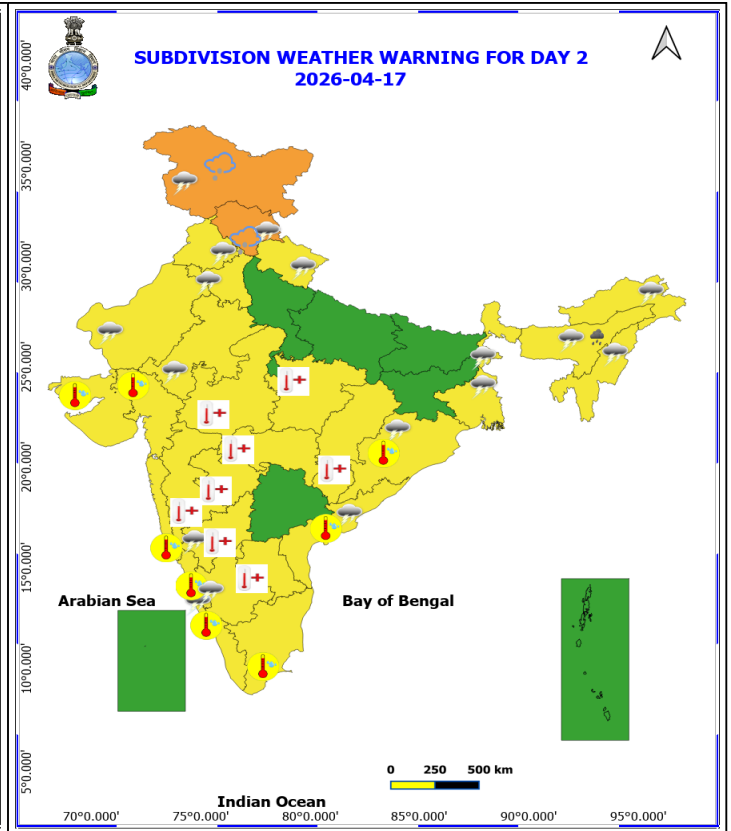 SUBDIVISION WEATHER WARNING FOR DAY 2
2026-04-17
40°0.000'
35°0.000'
30°0.000'
25°0.000'
20°0.000'
15°0.000'
10°0.000'
5°0.000'
Arabian Sea
Bay of Bengal
0 250 500 km
Indian Ocean
70°0.000' 75°0.000' 80°0.000' 85°0.000' 90°0.000' 95°0.000'